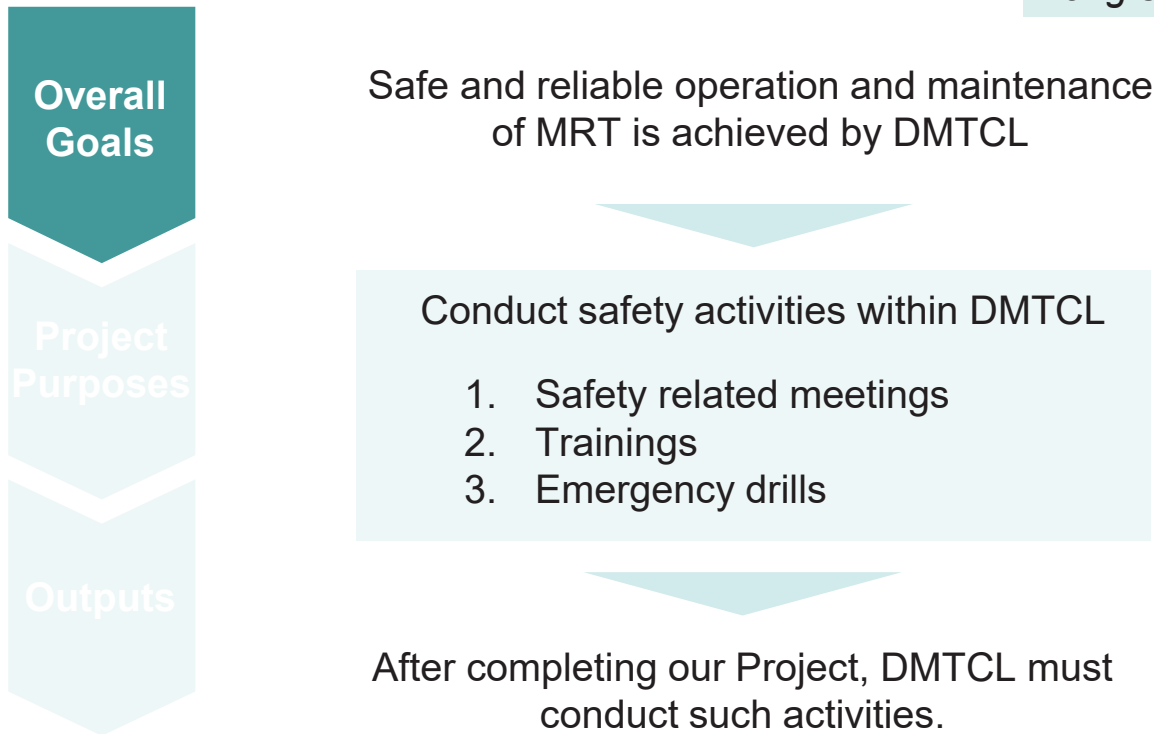 Overall
Goals
Safe and reliable operation and maintenance
of MRT is achieved by DMTCL
Project
Purposes
Conduct safety activities within DMTCL
1. Safety related meetings
2. Trainings
3. Emergency drills
Outputs
After completing our Project, DMTCL must
conduct such activities.